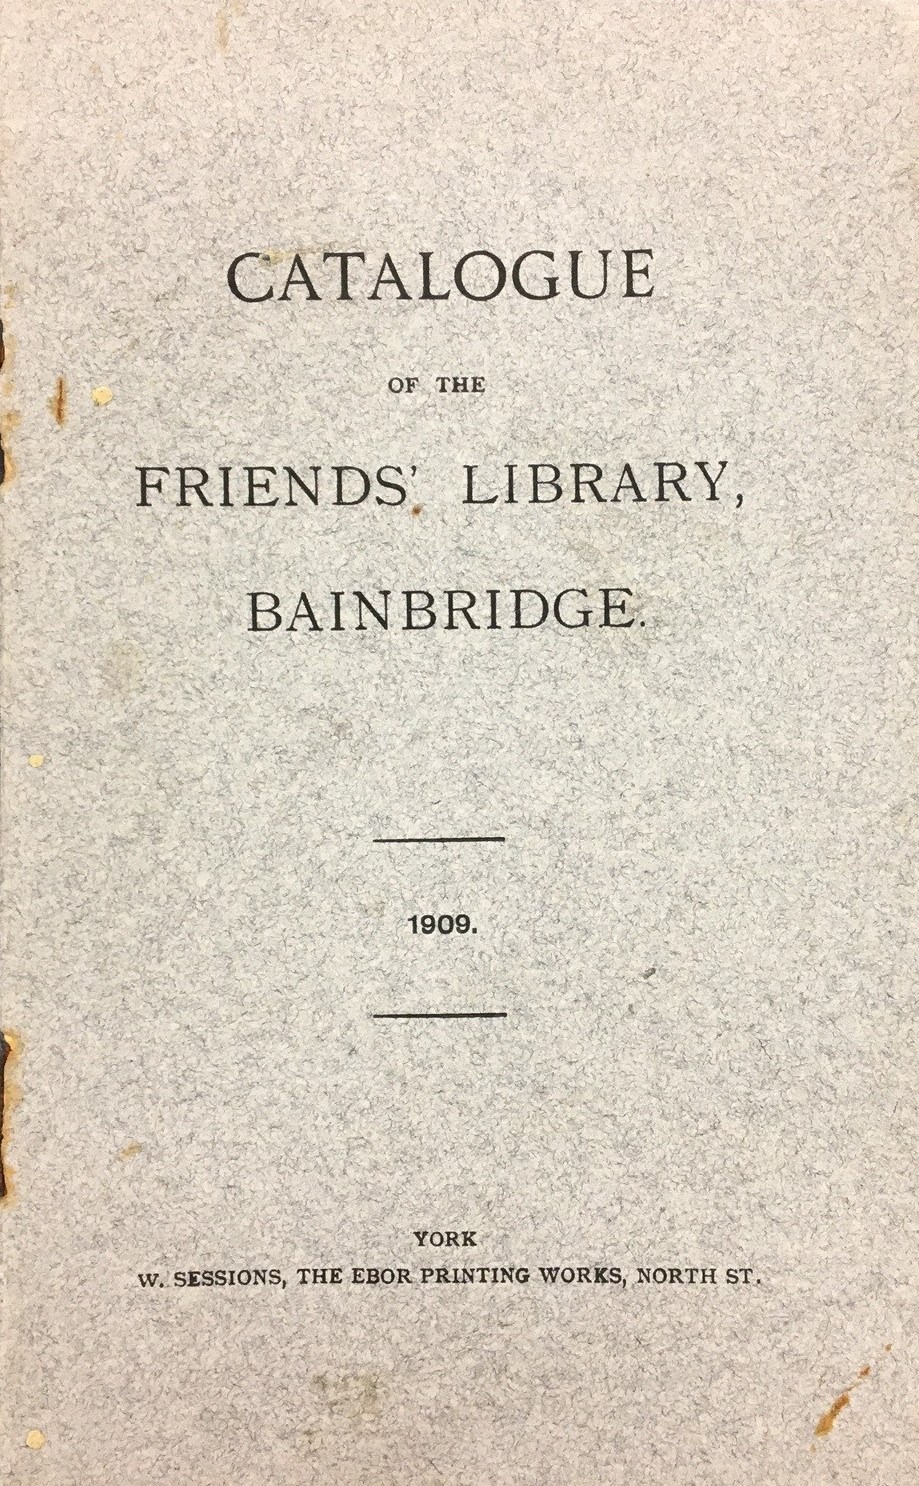 CATALOGUE
OF THE
FRIENDS' LIBRARY,
BAINBRIDGE.
1909.
YORK
W. SESSIONS, THE EBOR PRINTING WORKS, NORTH ST.